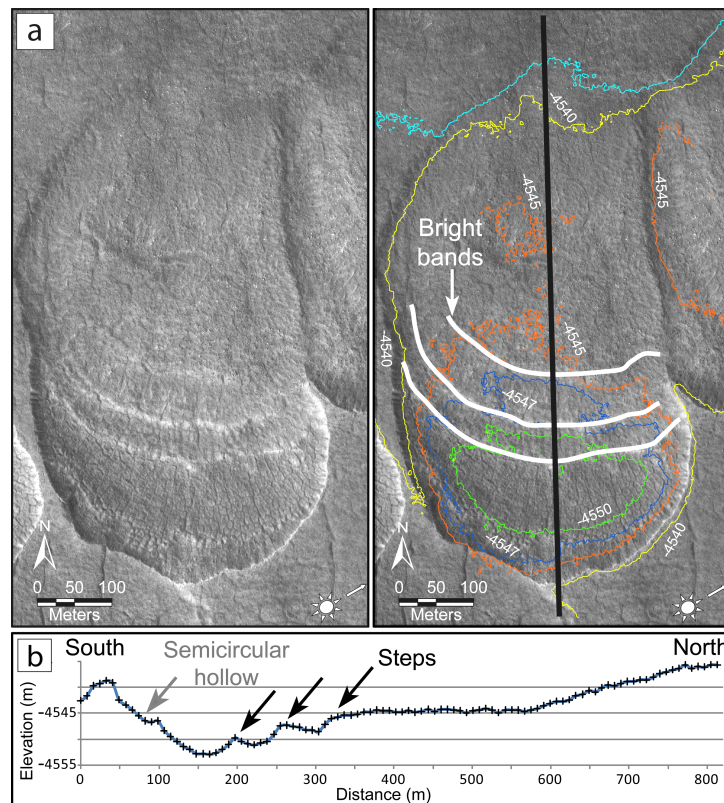 a
N
0 50 100
Meters
-4540
-4545
-4545
Bright
bands
-4545
-4540
-4547
-4550
-4547
-4540
N
0 50 100
Meters
b
South
North
Semicircular
hollow
Steps
Elevation (m)
-4545
-4555
0 100 200 300 400 500 600 700 800
Distance (m)